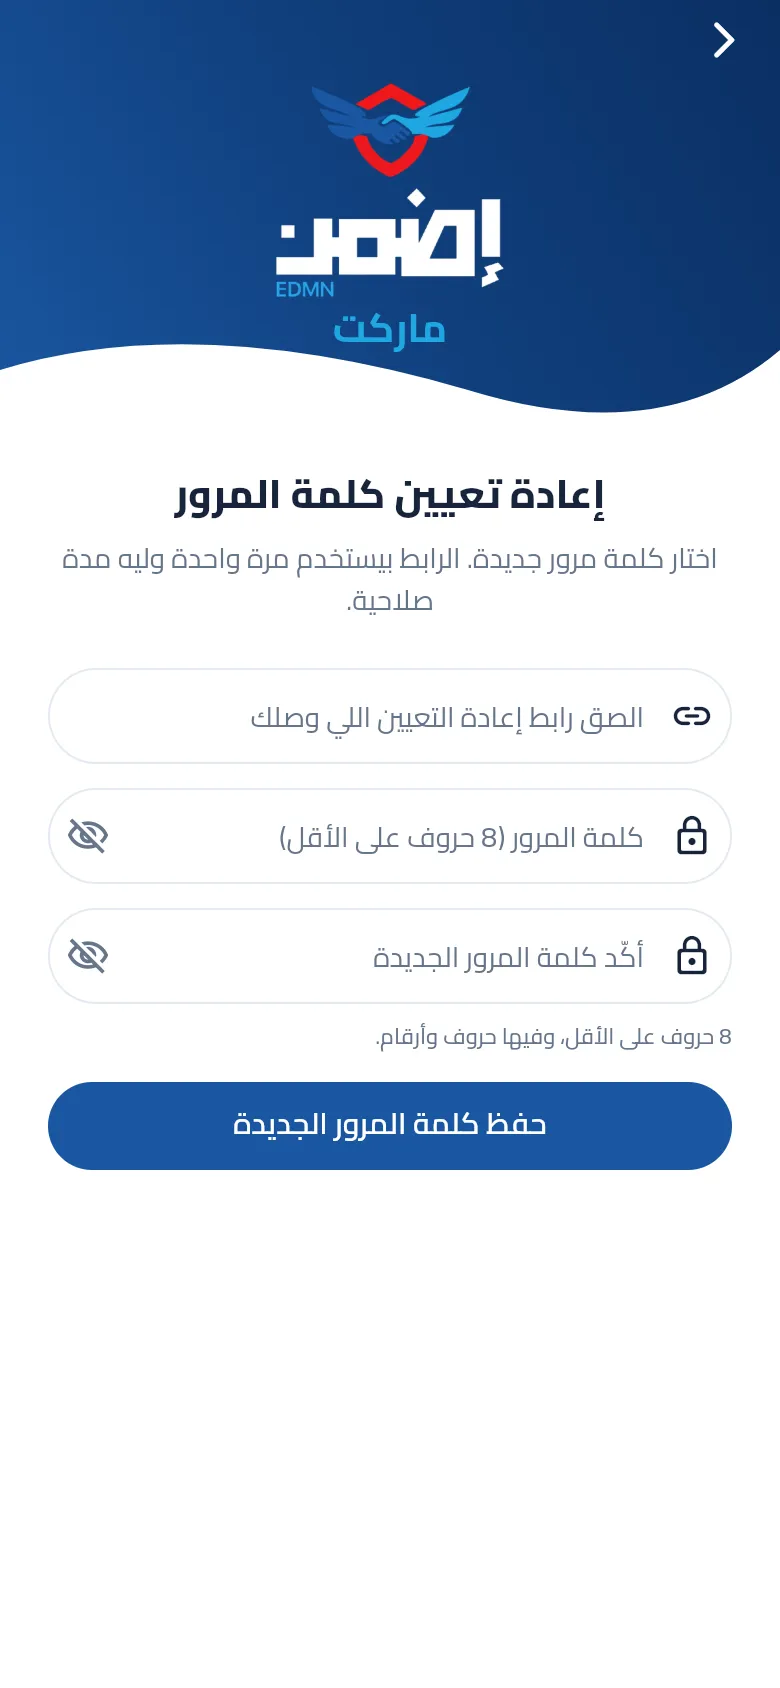 إضمن
EDMN
ماركت
إعادة تعيين كلمة المرور
اختار كلمة مرور جديدة. الرابط بيستخدم مرة واحدة وليه مدة
صلاحية.
الصق رابط إعادة التعيين اللي وصلك
كلمة المرور (8 حروف على الأقل)
أكّد كلمة المرور الجديدة
8 حروف على الأقل، وفيها حروف وأرقام.
حفظ كلمة المرور الجديدة